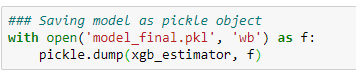 ### Saving model as pickle object
with open('model_final.pkl', 'wb') as f:
    pickle.dump(xgb_estimator, f)